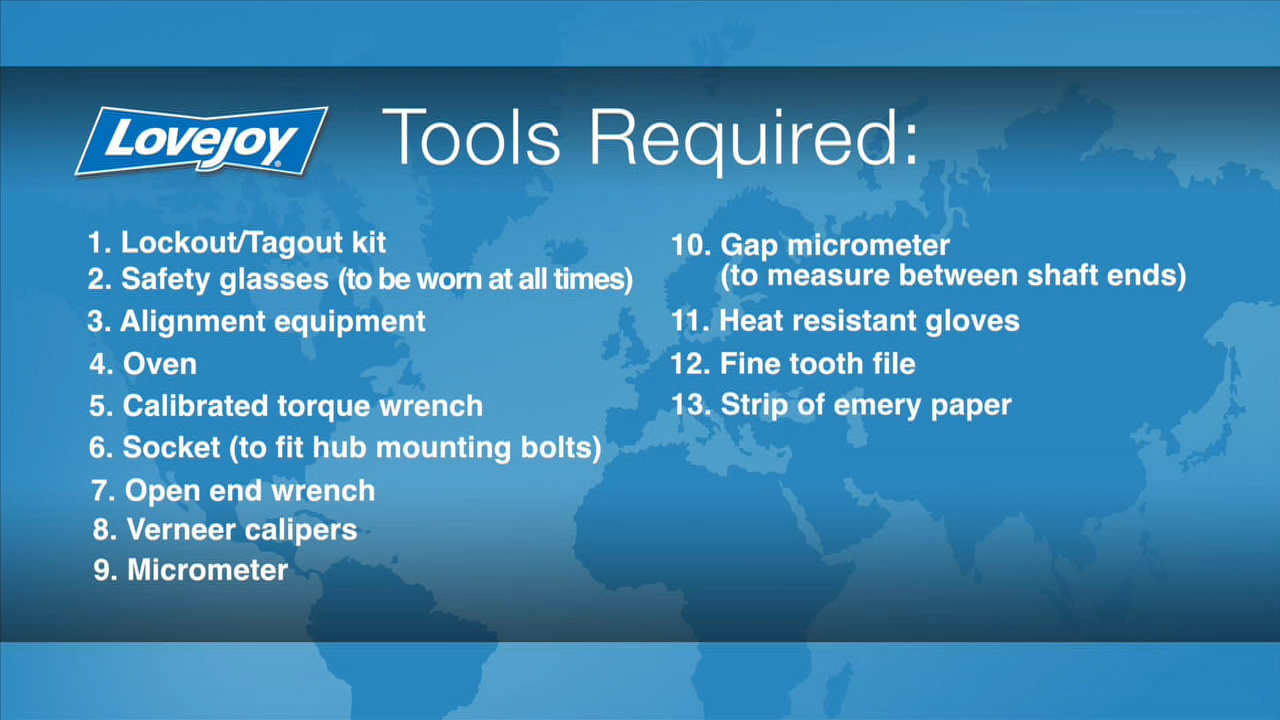 Lovejoy®
Tools Required:
1. Lockout/Tagout kit
2. Safety glasses (to be worn at all times)
3. Alignment equipment
4. Oven
5. Calibrated torque wrench
6. Socket (to fit hub mounting bolts)
7. Open end wrench
8. Verneer calipers
9. Micrometer
10. Gap micrometer
(to measure between shaft ends)
11. Heat resistant gloves
12. Fine tooth file
13. Strip of emery paper